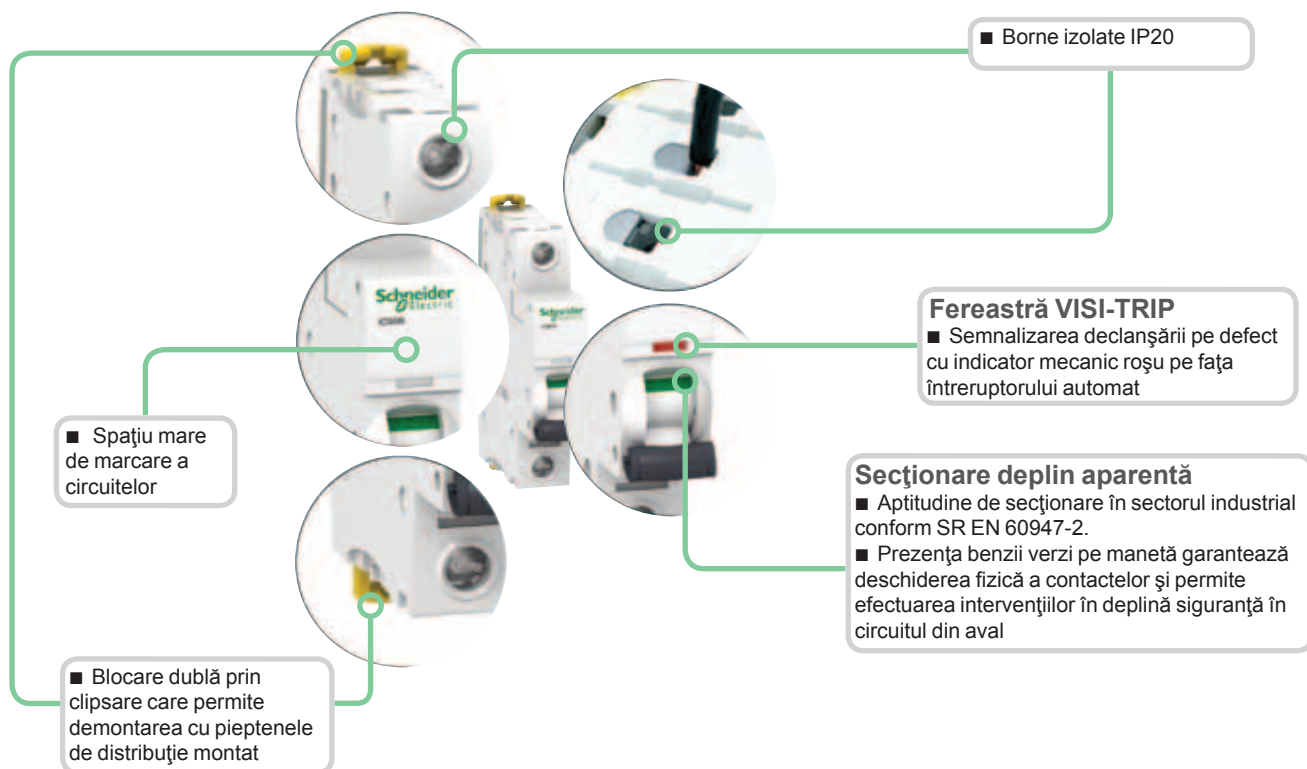 ■ Borne izolate IP20
Schneider
Electric
Fereastră VISI-TRIP
■ Semnalizarea declanşării pe defect
cu indicator mecanic roşu pe faţa
întreruptorului automat
■ Spaţiu mare
de marcare a
circuitelor
Secţionare deplin aparentă
■ Aptitudine de secţionare în sectorul industrial
conform SR EN 60947-2.
■ Prezenţa benzii verzi pe manetă garantează
deschiderea fizică a contactelor şi permite
efectuarea intervenţiilor în deplină siguranţă în
circuitul din aval
■ Blocare dublă prin
clipsare care permite
demontarea cu pieptenele
de distribuţie montat